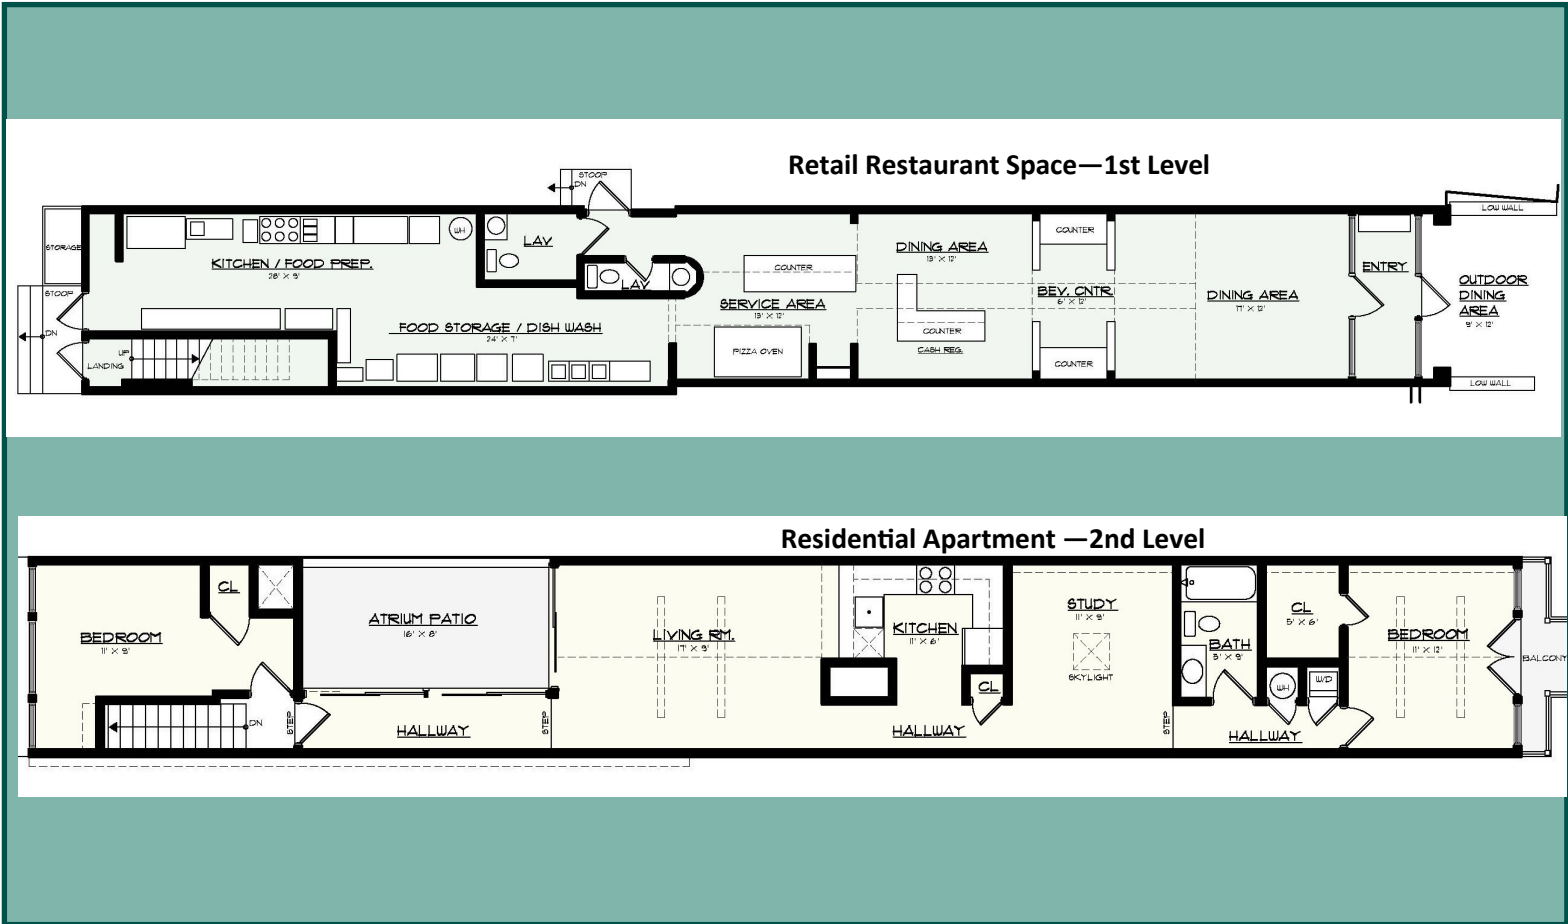 Retail Restaurant Space—1st Level
STOOP
DN
LOW WALL
STORAGE
KITCHEN / FOOD PREP.
28' X 9'
WH
LAV
LAV
COUNTER
SERVICE AREA
13' X 12'
DINING AREA
13' X 12'
COUNTER
BEV. CNTR.
6' X 12'
DINING AREA
17' X 12'
ENTRY
OUTDOOR
DINING
AREA
9' X 12'
STOOP
DN
LANDING
UP
FOOD STORAGE / DISH WASH
24' X 7'
PIZZA OVEN
COUNTER
CASH REG.
COUNTER
LOW WALL
Residential Apartment —2nd Level
BEDROOM
11' X 9'
CL
ATRIUM PATIO
16' X 8'
LIVING RM.
17' X 9'
KITCHEN
11' X 6'
CL
STUDY
11' X 9'
SKYLIGHT
BATH
5' X 9'
CL
5' X 6'
WH
W/D
BEDROOM
11' X 12'
BALCONY
DN
STEP
HALLWAY
STEP
HALLWAY
STEP
HALLWAY